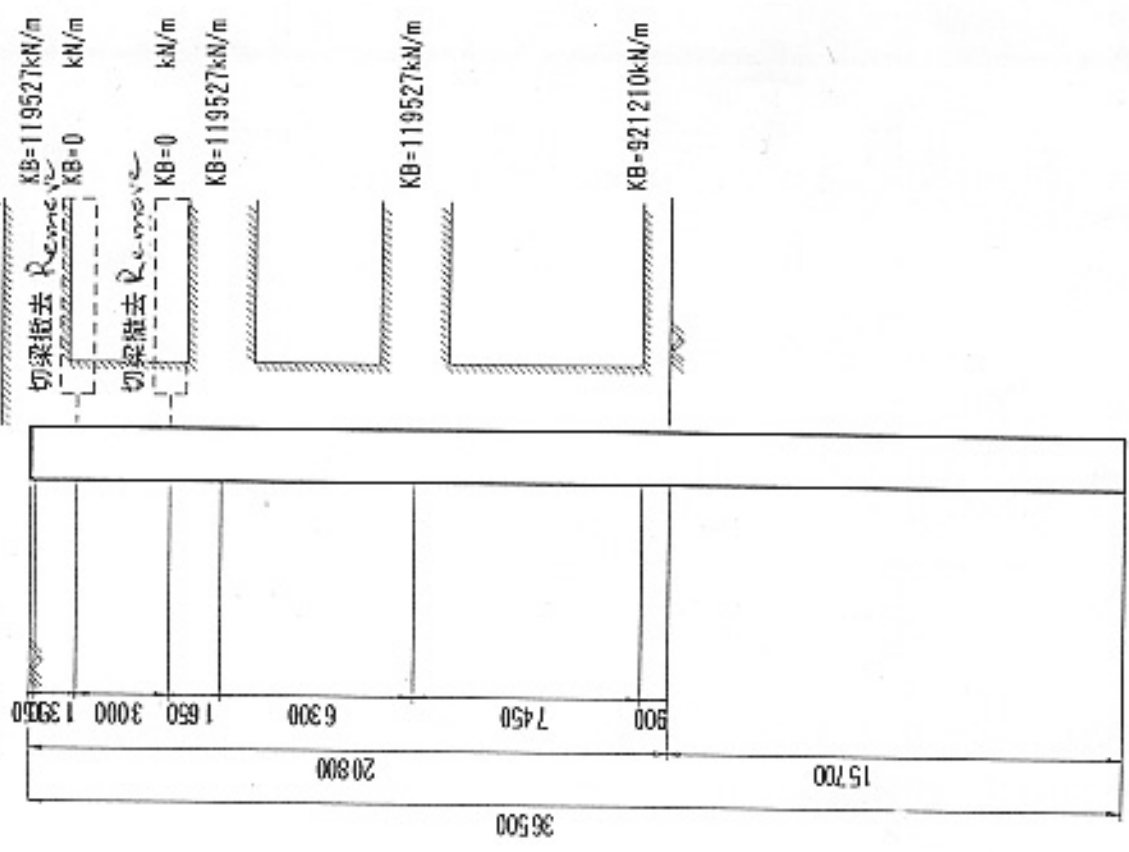 KB=119527kN/m
KB=0 kN/m
切梁撤去 Remove
KB=0 kN/m
切梁撤去 Remove
KB=119527kN/m
KB=119527kN/m
KB=921210kN/m
3000
1650
6300
7450
900
20800
15700
36500